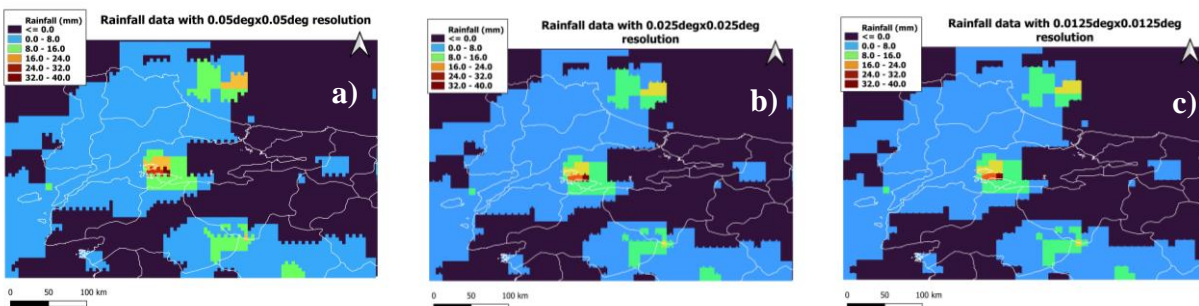 Rainfall data with 0.05degx0.05deg resolution
Rainfall (mm)
<= 0.0
0.0 - 8.0
8.0 - 16.0
16.0 - 24.0
24.0 - 32.0
32.0 - 40.0
a)
0
50
100 km
Rainfall data with 0.025degx0.025deg
resolution
Rainfall (mm)
<= 0.0
0.0 - 8.0
8.0 - 16.0
16.0 - 24.0
24.0 - 32.0
32.0 - 40.0
b)
0
50
100 km
Rainfall data with 0.0125degx0.0125deg
resolution
Rainfall (mm)
<= 0.0
0.0 - 8.0
8.0 - 16.0
16.0 - 24.0
24.0 - 32.0
32.0 - 40.0
c)
0
50
100 km